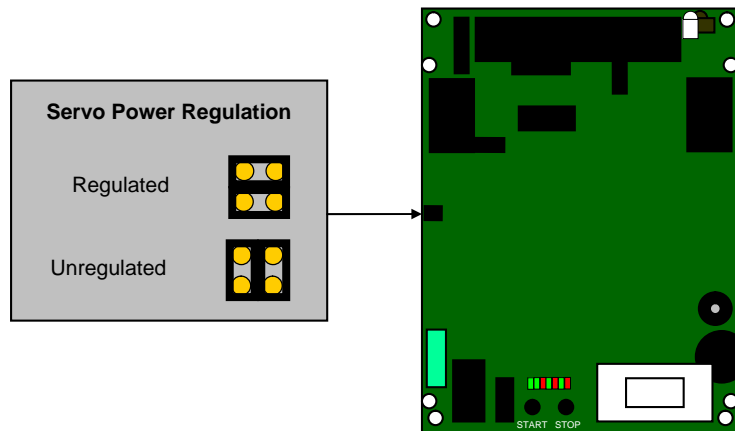 Servo Power Regulation
Regulated
Unregulated
START STOP